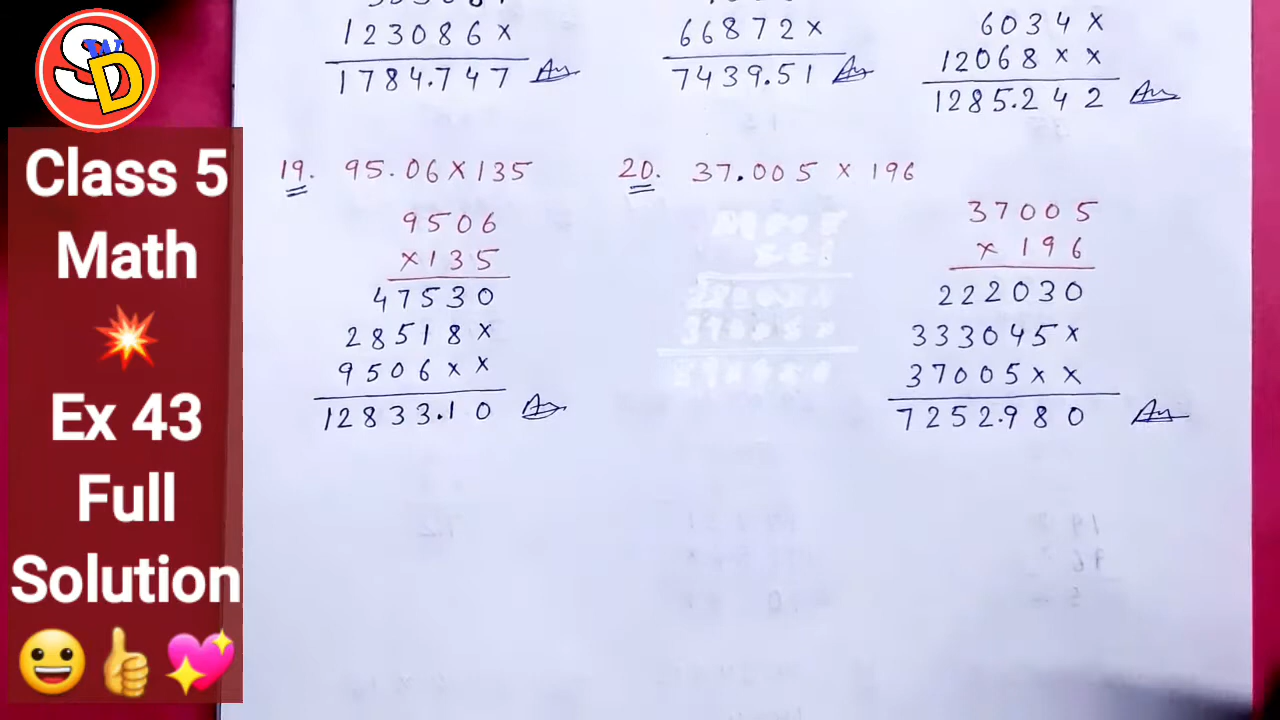 SWD
Class 5
Math
Ex 43
Full
Solution
123086×
1784.747 Ans
66872×
7439.51 Ans
6034×
12068××
1285.242 Ans
19. 95.06×135
9506
×135
47530
28518×
9506××
12833.10 Ans
20. 37.005 × 196
37005
× 196
222030
333045×
37005××
7252.980 Ans